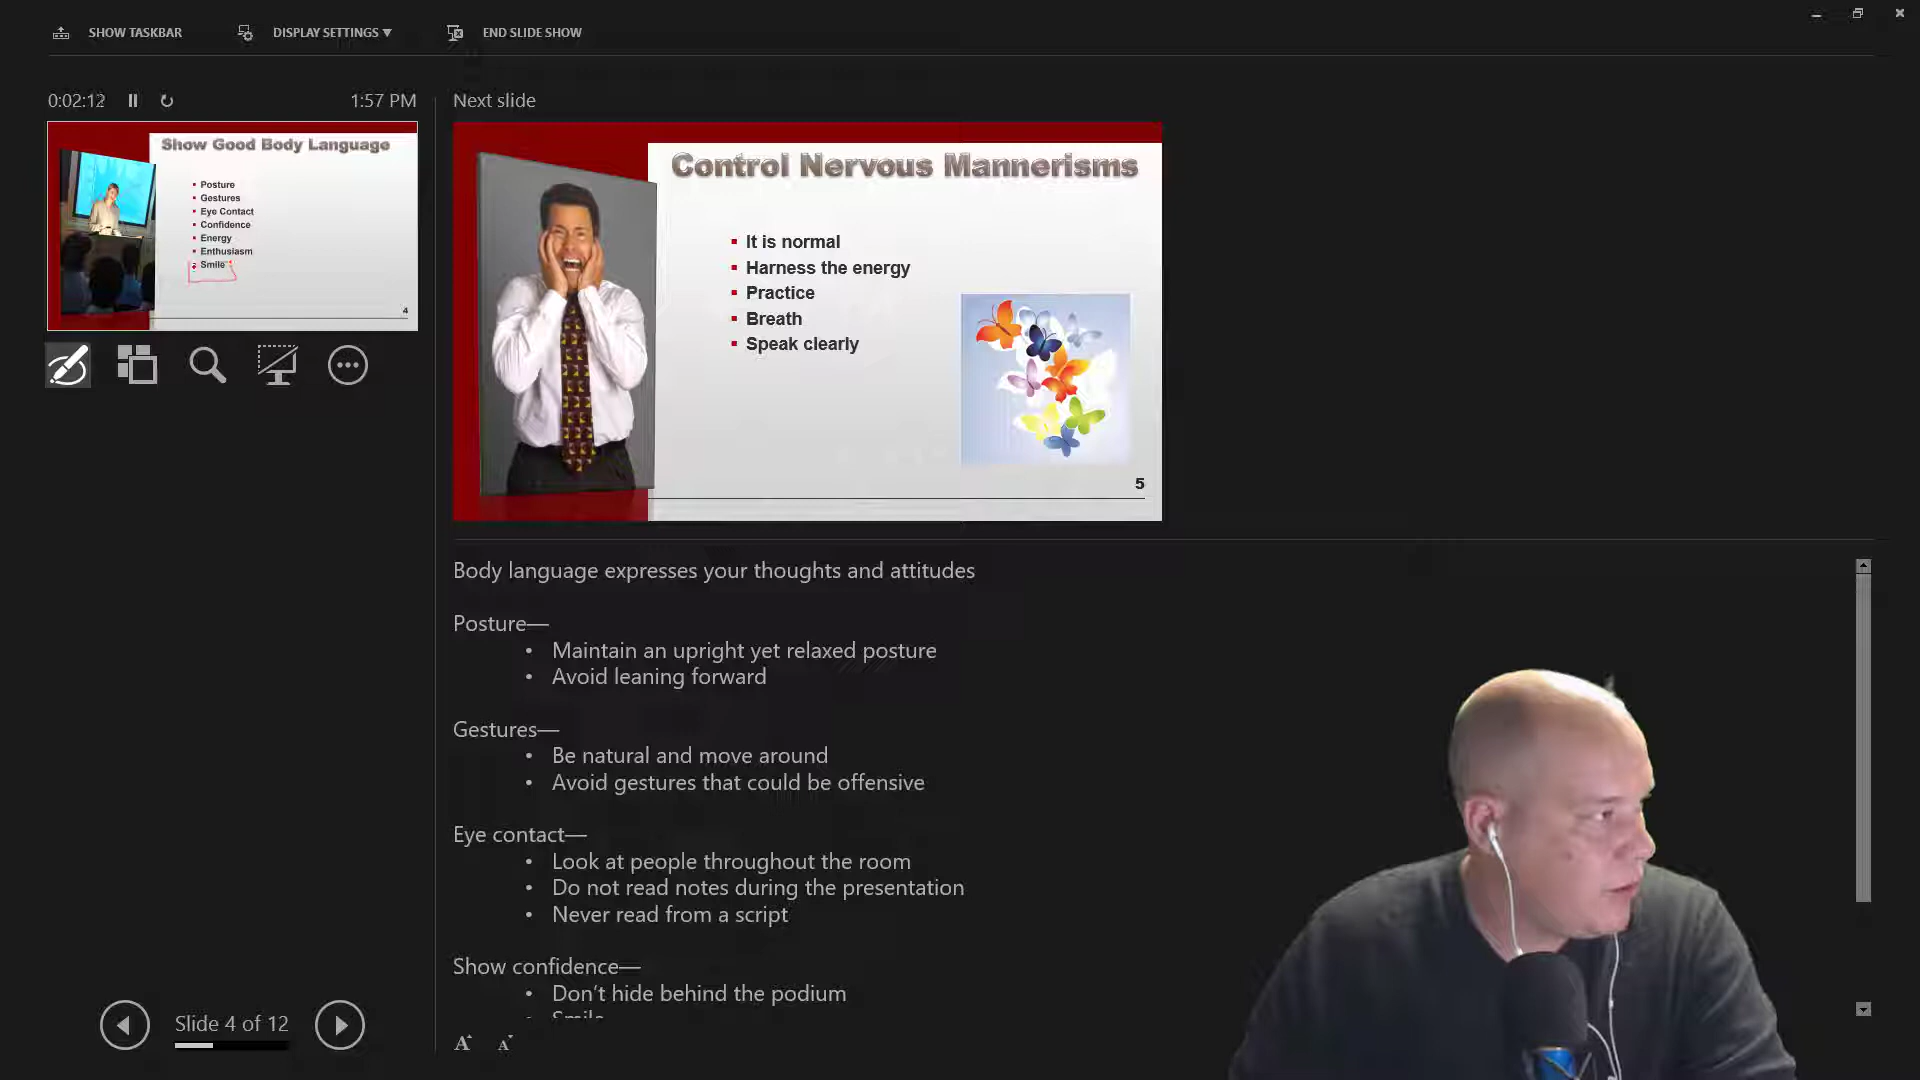 SHOW TASKBAR
DISPLAY SETTINGS ▼
END SLIDE SHOW
0:02:12
1:57 PM
Next slide
Show Good Body Language
▪ Posture
▪ Gestures
▪ Eye Contact
▪ Confidence
▪ Energy
▪ Enthusiasm
▪ Smile
4
Control Nervous Mannerisms
▪ It is normal
▪ Harness the energy
▪ Practice
▪ Breath
▪ Speak clearly
5
Body language expresses your thoughts and attitudes
Posture—
• Maintain an upright yet relaxed posture
• Avoid leaning forward
Gestures—
• Be natural and move around
• Avoid gestures that could be offensive
Eye contact—
• Look at people throughout the room
• Do not read notes during the presentation
• Never read from a script
Show confidence—
• Don't hide behind the podium
• Smile
Slide 4 of 12
A A